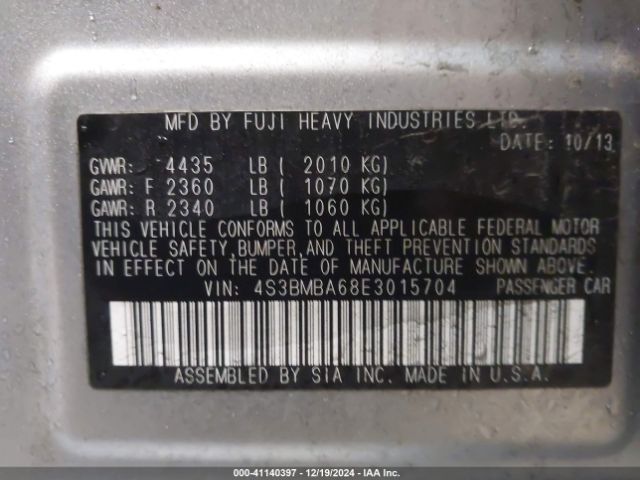 MFD BY FUJI HEAVY INDUSTRIES LTD.
DATE: 10/13
GVWR: 4435 LB ( 2010 KG)
GAWR: F 2360 LB ( 1070 KG)
GAWR: R 2340 LB ( 1060 KG)
THIS VEHICLE CONFORMS TO ALL APPLICABLE FEDERAL MOTOR
VEHICLE SAFETY,BUMPER,AND THEFT PREVENTION STANDARDS
IN EFFECT ON THE DATE OF MANUFACTURE SHOWN ABOVE.
VIN: 4S3BMBA68E3015704 PASSENGER CAR
ASSEMBLED BY SIA INC. MADE IN U.S.A.
000-41140397 - 12/19/2024 - IAA Inc.